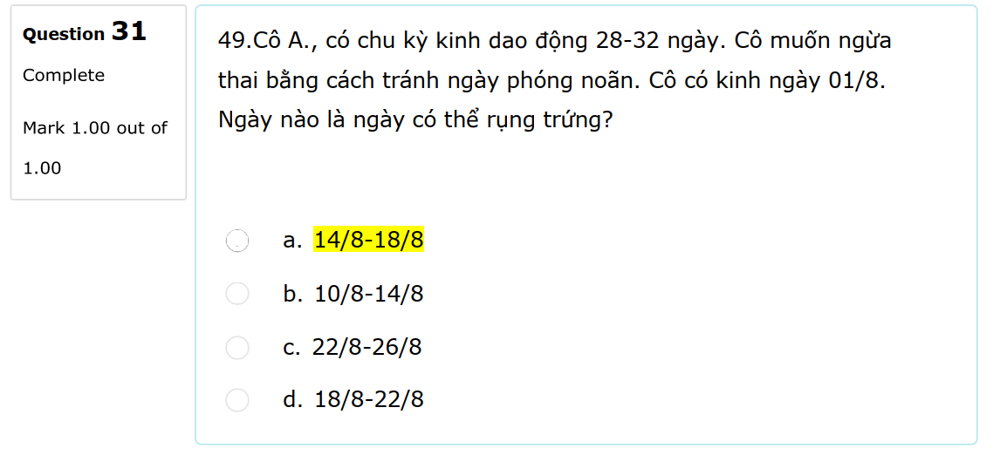 Question 31
Complete
Mark 1.00 out of
1.00
49.Cô A., có chu kỳ kinh dao động 28-32 ngày. Cô muốn ngừa
thai bằng cách tránh ngày phóng noãn. Cô có kinh ngày 01/8.
Ngày nào là ngày có thể rụng trứng?
a. 14/8-18/8
b. 10/8-14/8
c. 22/8-26/8
d. 18/8-22/8